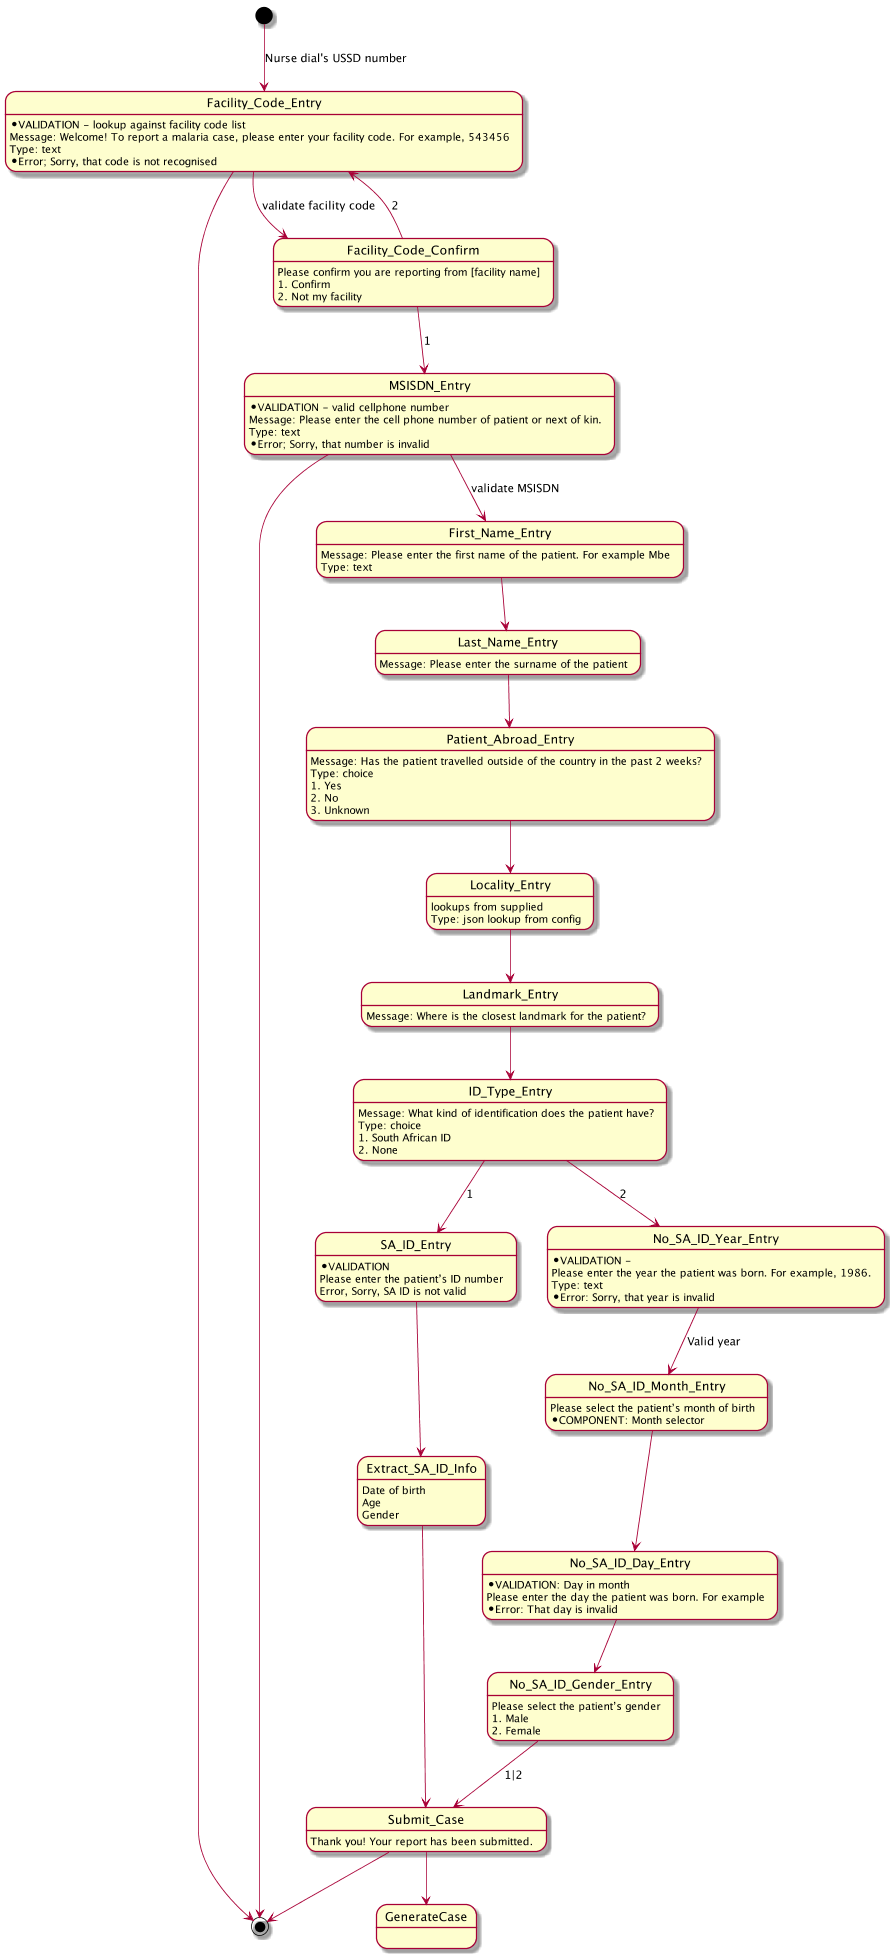 Nurse dial's USSD number
Facility_Code_Entry
•VALIDATION - lookup against facility code list
Message: Welcome! To report a malaria case, please enter your facility code. For example, 543456
Type: text
•Error; Sorry, that code is not recognised
validate facility code
2
Facility_Code_Confirm
Please confirm you are reporting from [facility name]
1. Confirm
2. Not my facility
1
MSISDN_Entry
•VALIDATION - valid cellphone number
Message: Please enter the cell phone number of patient or next of kin.
Type: text
•Error; Sorry, that number is invalid
validate MSISDN
First_Name_Entry
Message: Please enter the first name of the patient. For example Mbe
Type: text
Last_Name_Entry
Message: Please enter the surname of the patient
Patient_Abroad_Entry
Message: Has the patient travelled outside of the country in the past 2 weeks?
Type: choice
1. Yes
2. No
3. Unknown
Locality_Entry
lookups from supplied
Type: json lookup from config
Landmark_Entry
Message: Where is the closest landmark for the patient?
ID_Type_Entry
Message: What kind of identification does the patient have?
Type: choice
1. South African ID
2. None
1
2
SA_ID_Entry
•VALIDATION
Please enter the patient's ID number
Error, Sorry, SA ID is not valid
No_SA_ID_Year_Entry
•VALIDATION -
Please enter the year the patient was born. For example, 1986.
Type: text
•Error: Sorry, that year is invalid
Valid year
No_SA_ID_Month_Entry
Please select the patient's month of birth
•COMPONENT: Month selector
Extract_SA_ID_Info
Date of birth
Age
Gender
No_SA_ID_Day_Entry
•VALIDATION: Day in month
Please enter the day the patient was born. For example
•Error: That day is invalid
No_SA_ID_Gender_Entry
Please select the patient's gender
1. Male
2. Female
1|2
Submit_Case
Thank you! Your report has been submitted.
GenerateCase